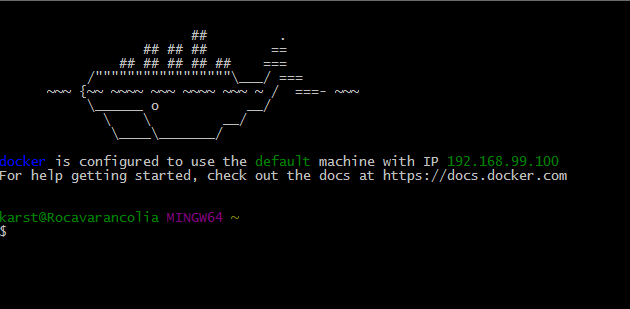 ##         .
                  ## ## ##        ==
               ## ## ## ## ##    ===
           /"""""""""""""""""\___/ ===
      ~~~ {~~ ~~~~ ~~~ ~~~~ ~~~ ~ /  ===- ~~~
           \______ o           __/
             \    \         __/
              \____\_______/
docker is configured to use the default machine with IP 192.168.99.100
For help getting started, check out the docs at https://docs.docker.com
karst@Rocavarancolia MINGW64 ~
$